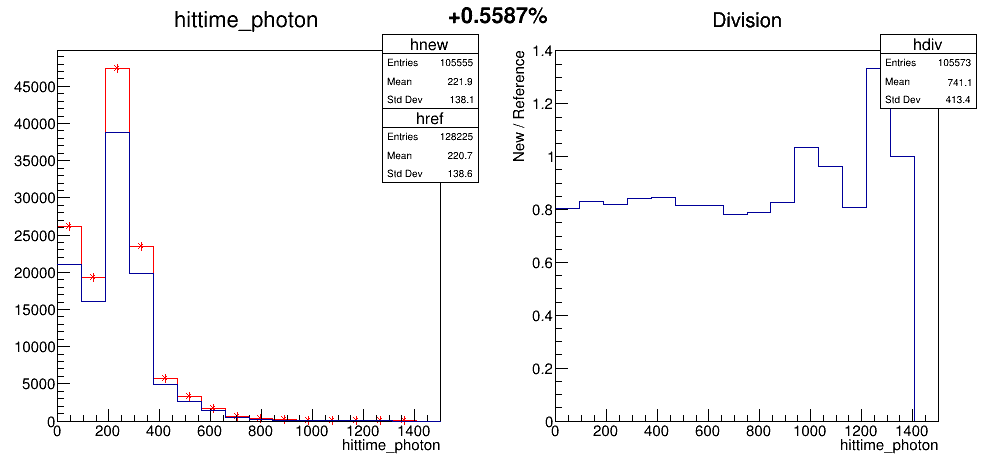 +0.5587%
hittime_photon
hnew
Entries 105555
Mean 221.9
Std Dev 138.1
href
Entries 128225
Mean 220.7
Std Dev 138.6
45000
40000
35000
30000
25000
20000
15000
10000
5000
0
0 200 400 600 800 1000 1200 1400
hittime_photon
Division
hdiv
Entries 105573
Mean 741.1
Std Dev 413.4
New / Reference
1.4
1.2
1
0.8
0.6
0.4
0.2
0
0 200 400 600 800 1000 1200 1400
hittime_photon